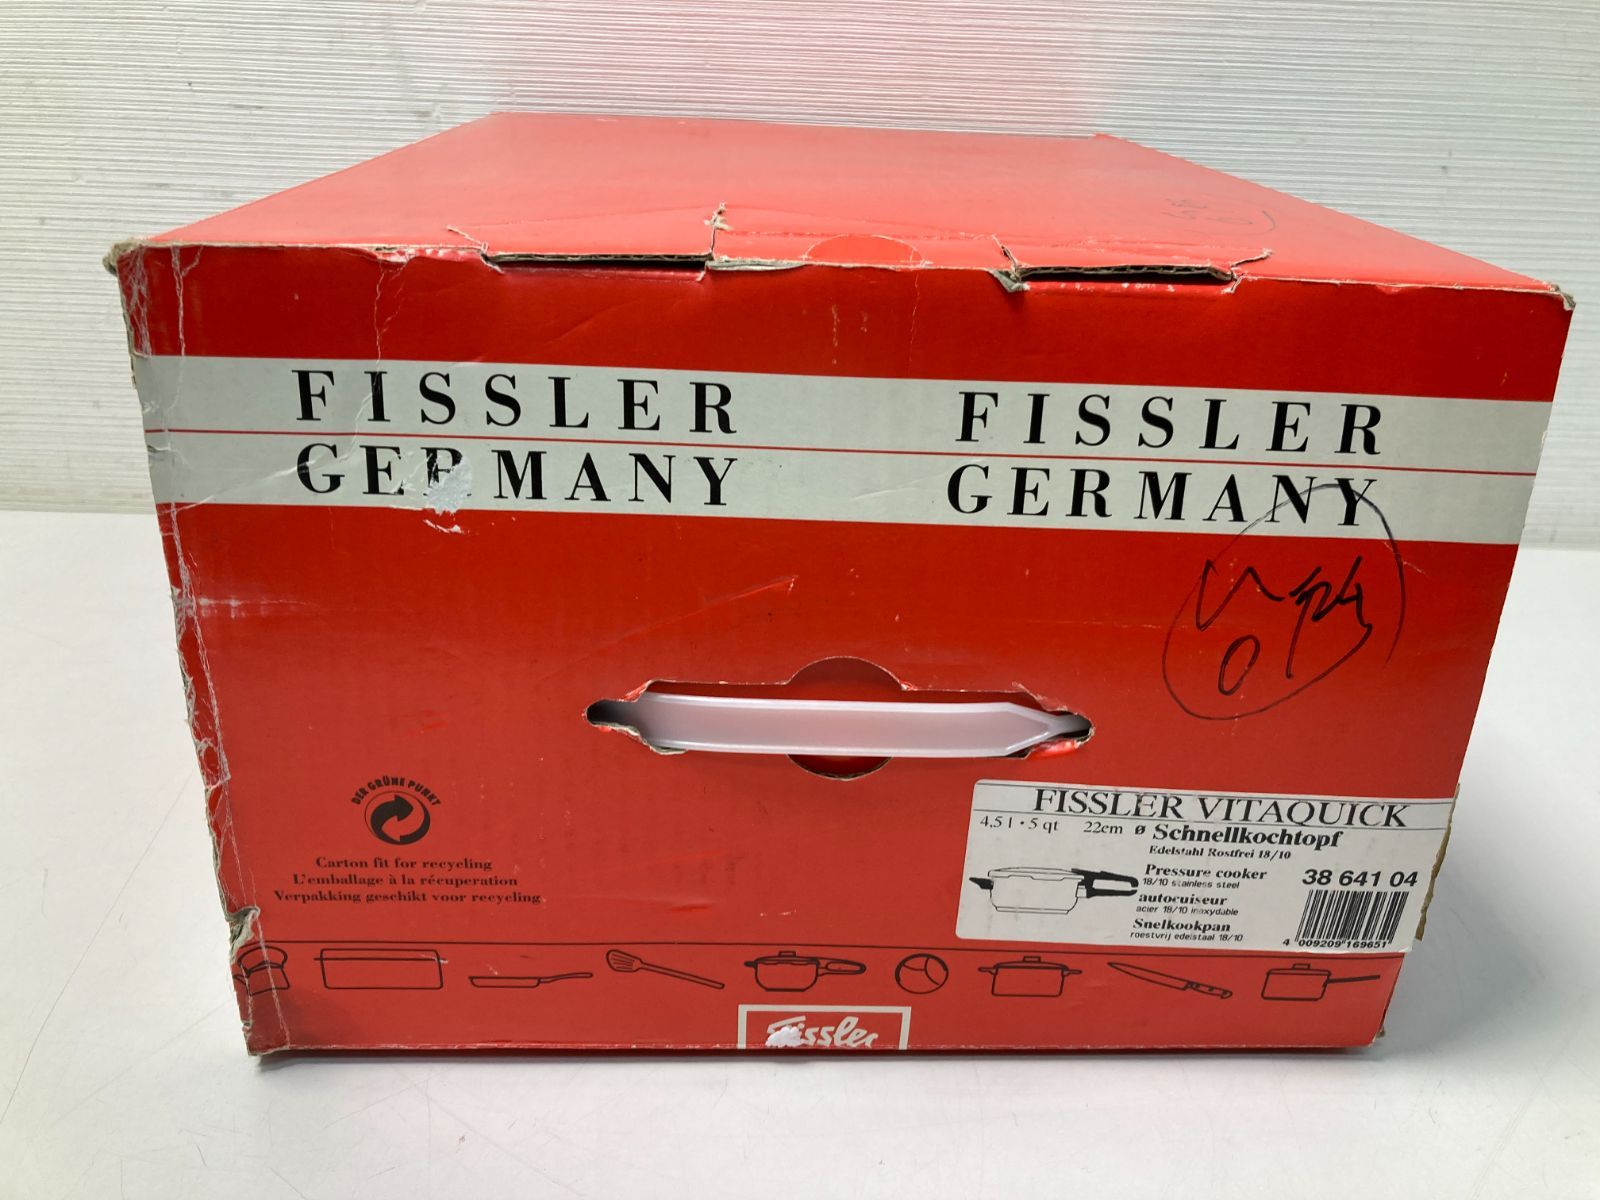 FISSLER FISSLER
GERMANY GERMANY
DER GRÜNE PUNKT
Carton fit for recycling
L'emballage à la récuperation
Verpakking geschikt voor recycling
FISSLER VITAQUICK
4,5 l • 5 qt 22cm ø Schnellkochtopf
Edelstahl Rostfrei 18/10
Pressure cooker
18/10 stainless steel
38 641 04
autocuiseur
acier 18/10 inoxydable
Snelkookpan
roestvrij edelstaal 18/10
4 009209 169651
Fissler